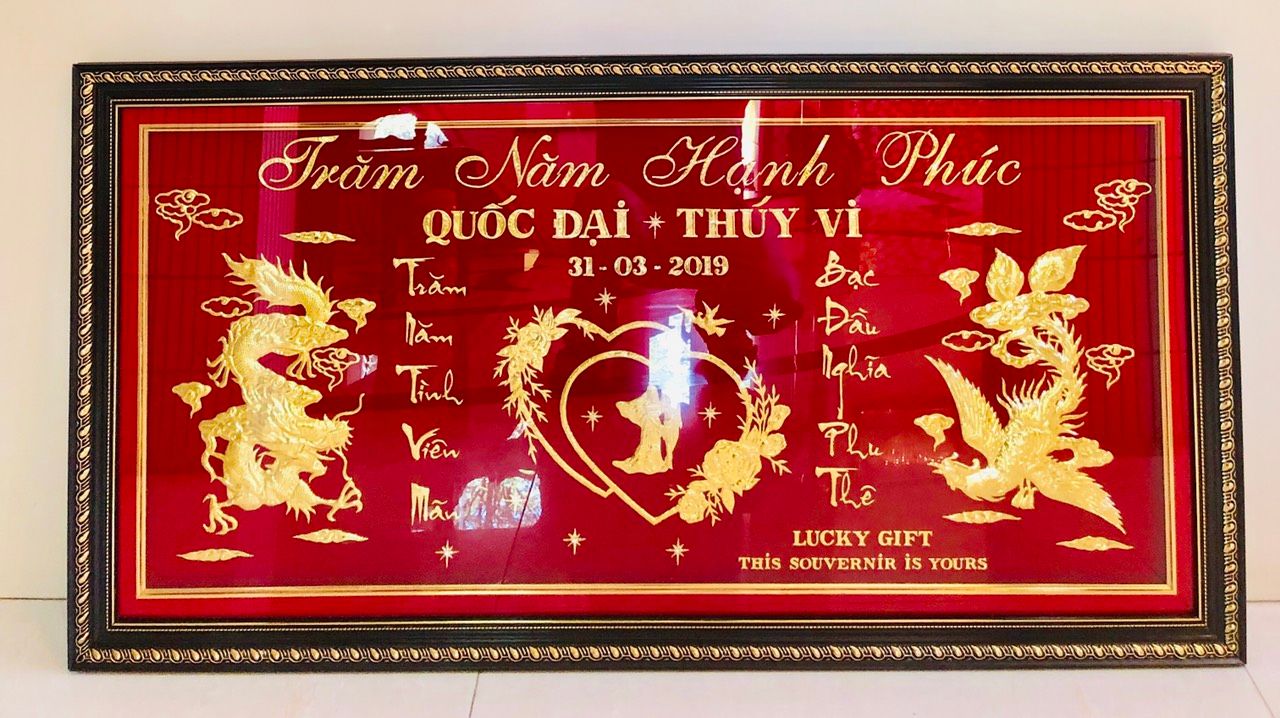 Trăm Năm Hạnh Phúc
QUỐC ĐẠI THÚY VI
31 - 03 - 2019
Trăm
Năm
Tình
Viên
Mãn
Bạc
Đầu
Nghĩa
Phu
Thê
LUCKY GIFT
THIS SOUVERNIR IS YOURS